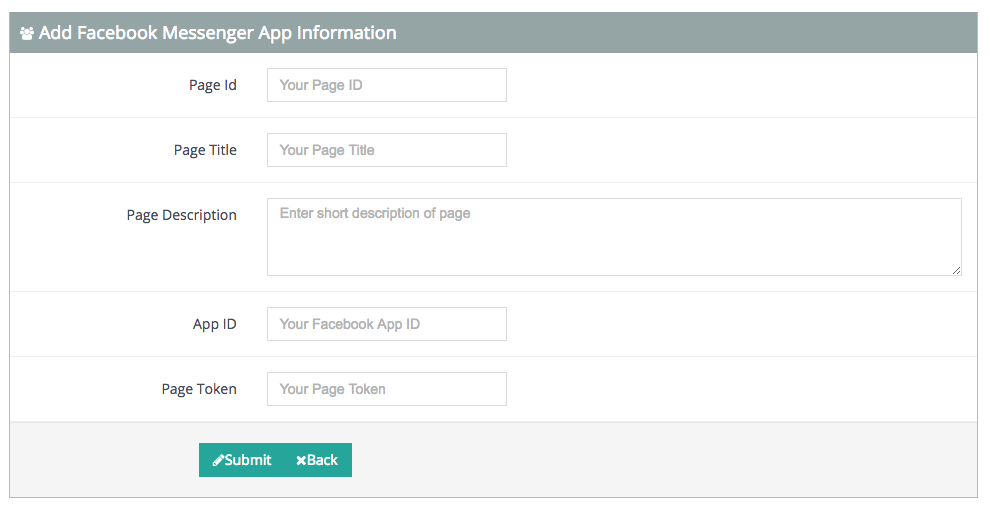 Add Facebook Messenger App Information
Page Id
Your Page ID
Page Title
Your Page Title
Page Description
Enter short description of page
App ID
Your Facebook App ID
Page Token
Your Page Token
Submit Back